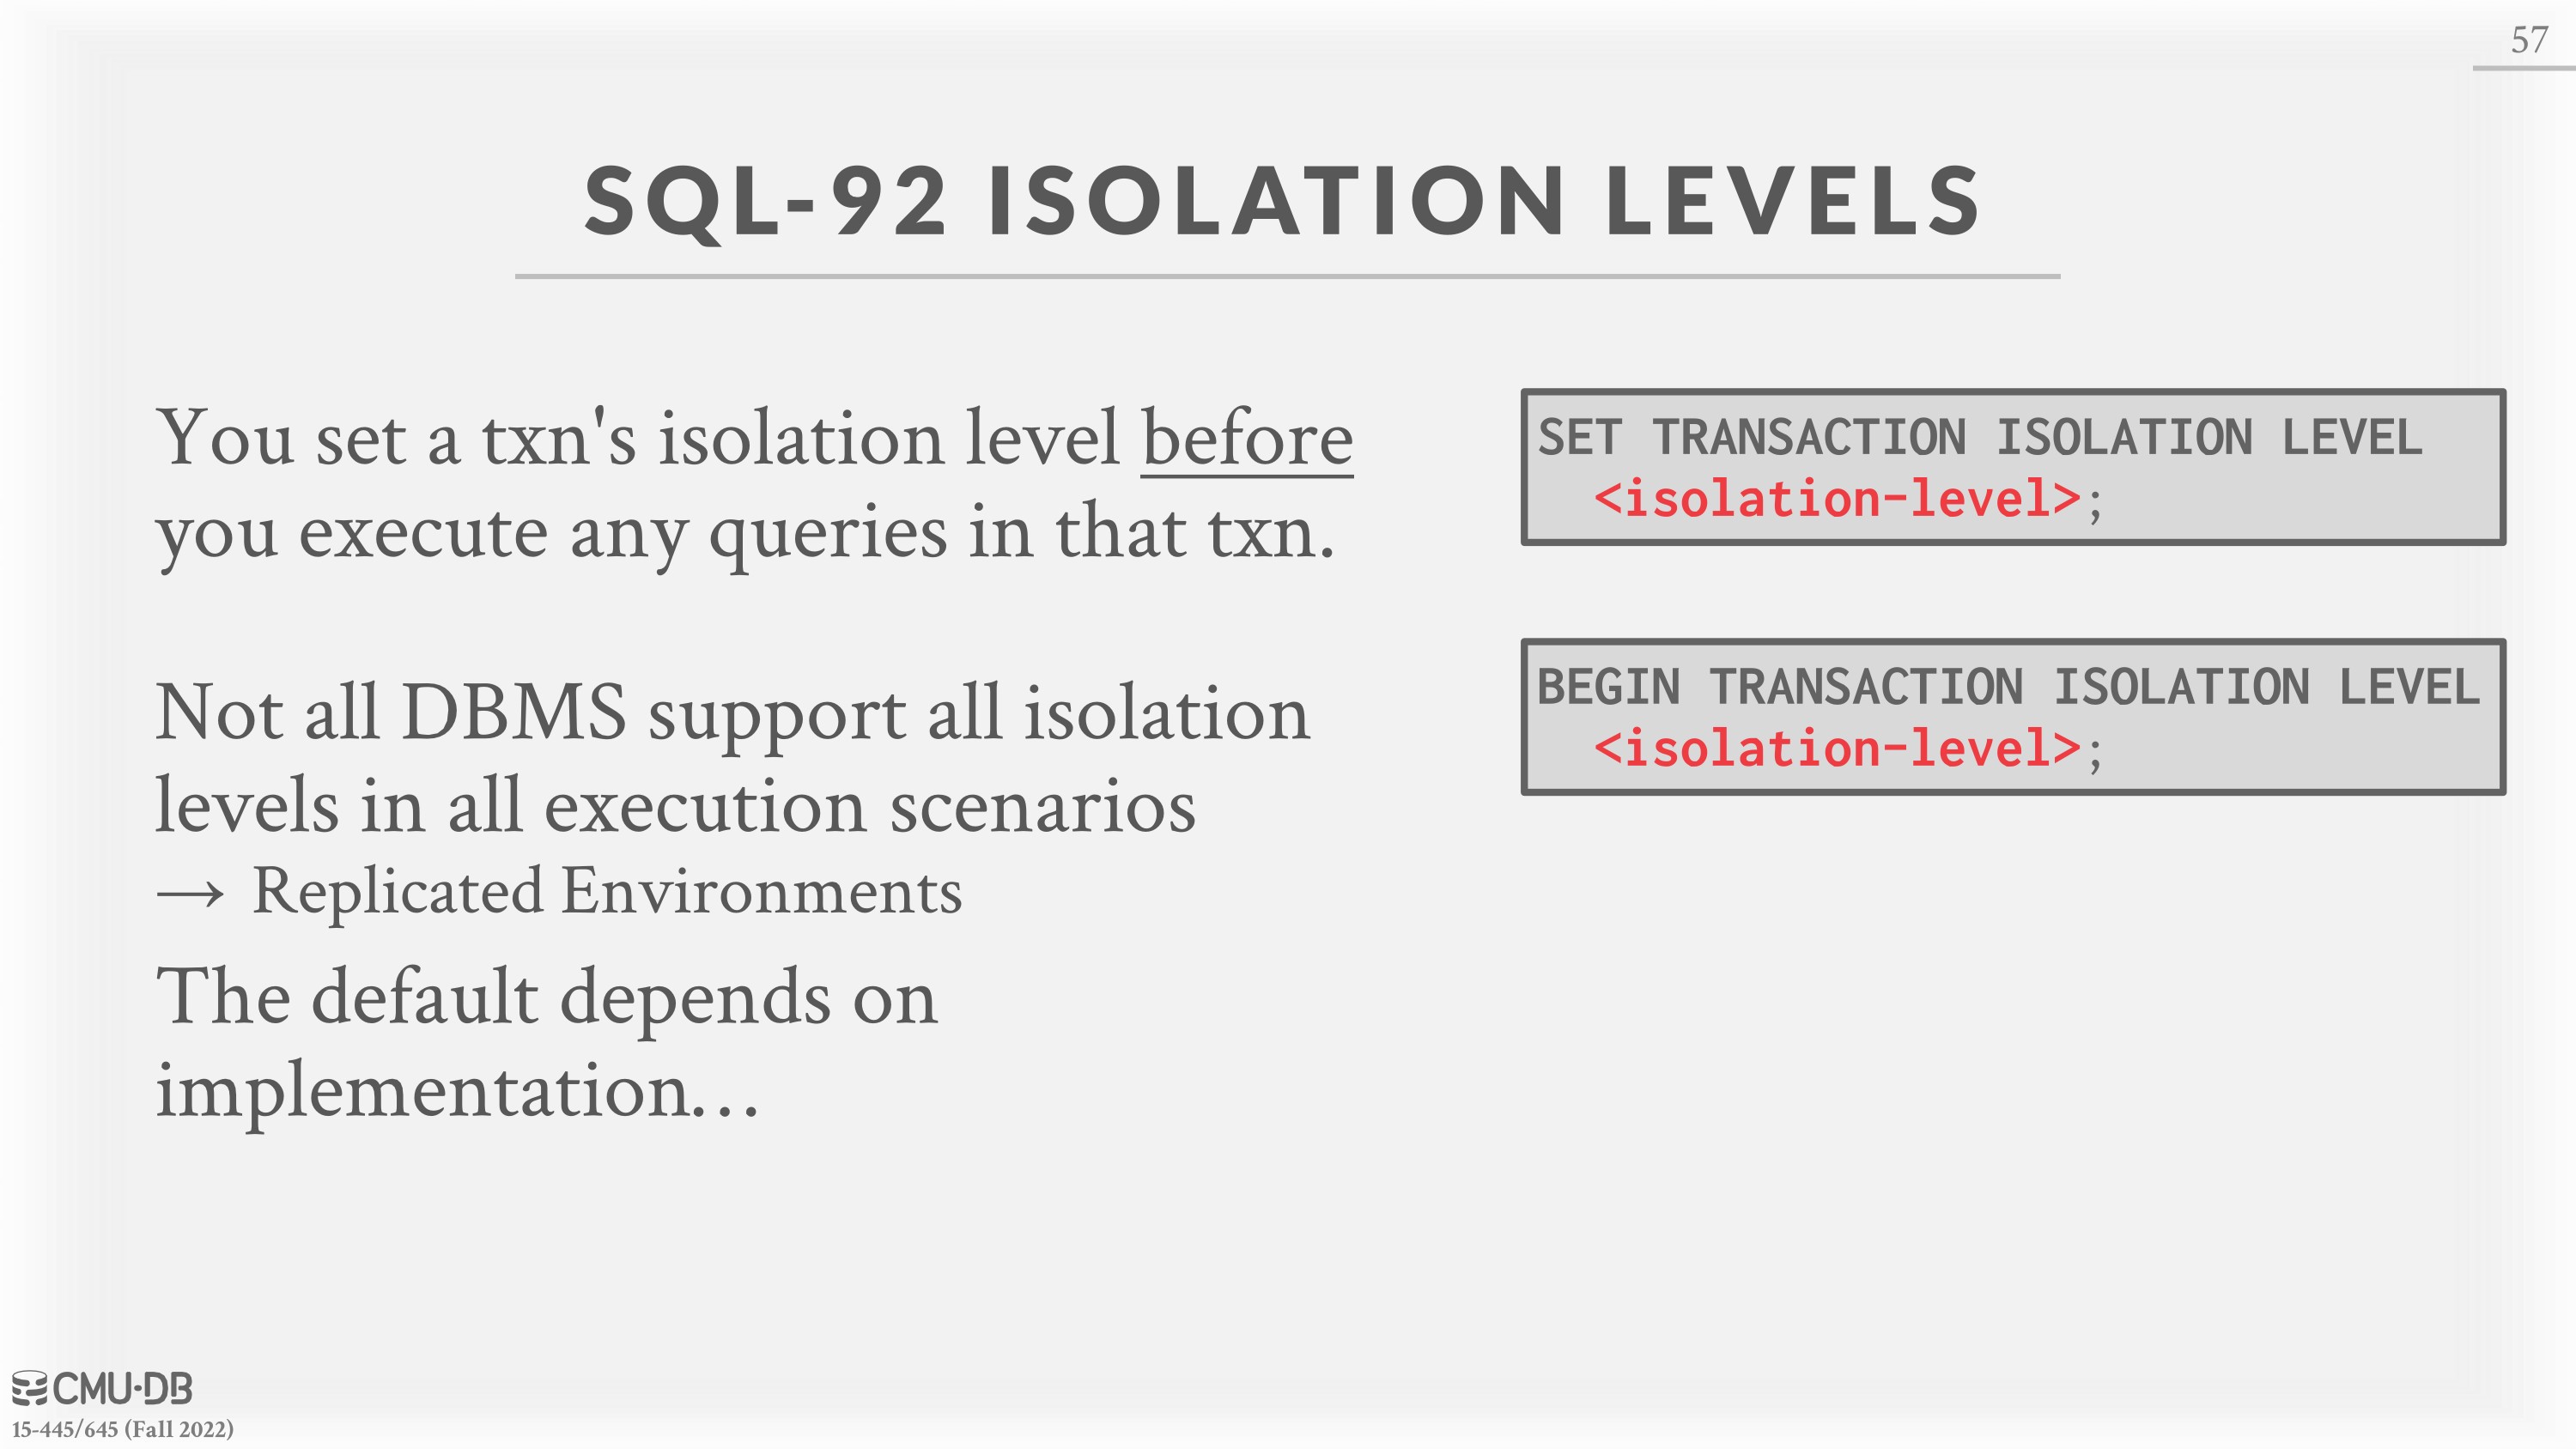 57
SQL-92 ISOLATION LEVELS
You set a txn's isolation level before
you execute any queries in that txn.
Not all DBMS support all isolation
levels in all execution scenarios
→ Replicated Environments
The default depends on
implementation…
SET TRANSACTION ISOLATION LEVEL
<isolation-level>;
BEGIN TRANSACTION ISOLATION LEVEL
<isolation-level>;
CMU·DB
15-445/645 (Fall 2022)